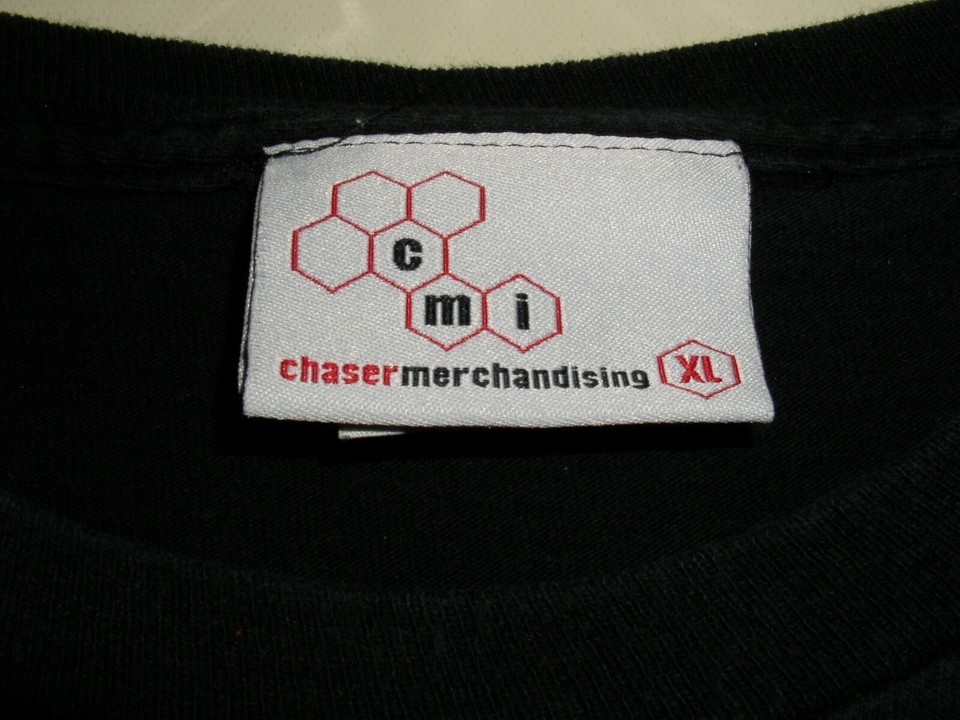 c
m i
chasermerchandising XL